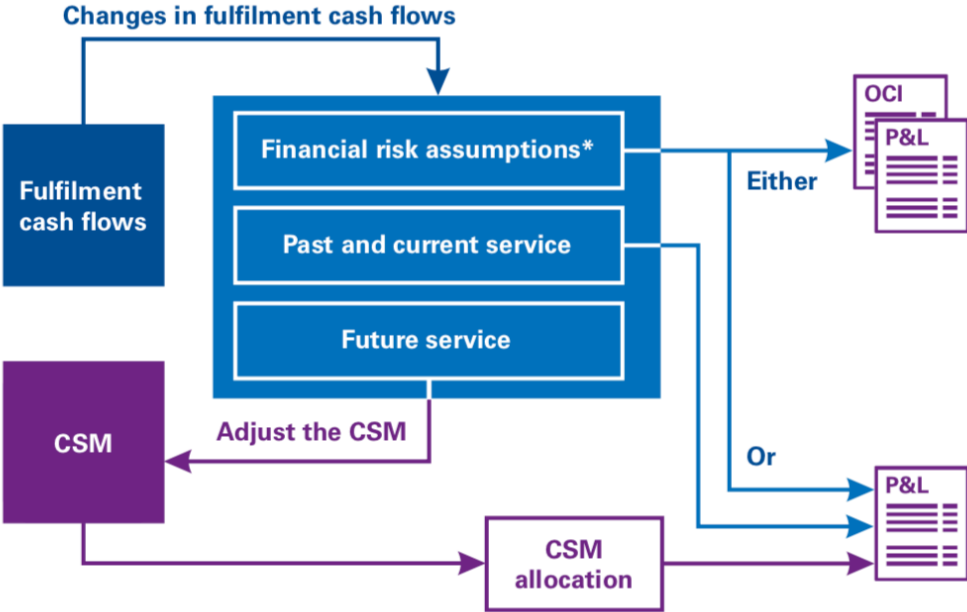 Changes in fulfilment cash flows
OCI
P&L
Financial risk assumptions*
Either
Fulfilment
cash flows
Past and current service
Future service
Adjust the CSM
CSM
Or
P&L
CSM
allocation